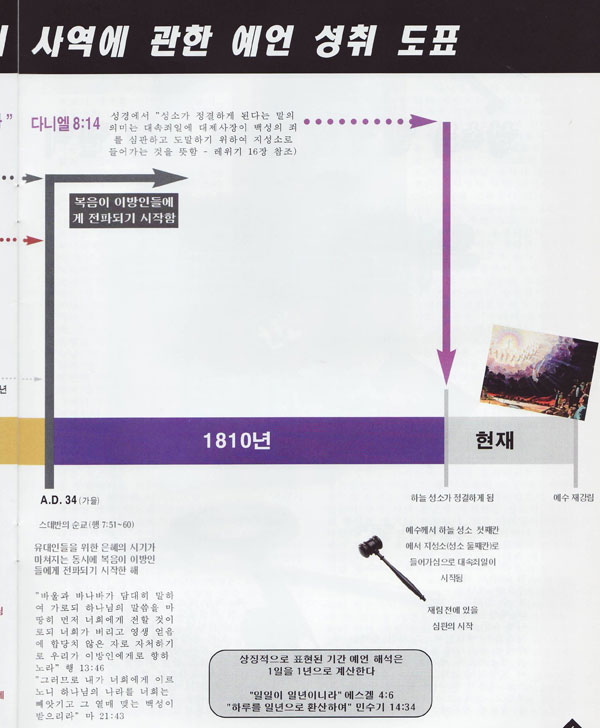 사역에 관한 예언 성취 도표
다니엘 8:14
성경에서 "성소가 정결하게 된다는 말의
의미는 대속죄일에 대제사장이 백성의 죄
를 심판하고 도말하기 위하여 지성소로
들어가는 것을 뜻함 - 레위기 16장 참조)
복음이 이방인들에
게 전파되기 시작함
년
1810년
현재
A.D. 34 (가을)
하늘 성소가 정결하게 됨
예수 재강림
스데반의 순교(행 7:51~60)
유대인들을 위한 은혜의 시기가
마쳐지는 동시에 복음이 이방인
들에게 전파되기 시작한 해
예수께서 하늘 성소 첫째칸
에서 지성소(성소 둘째칸)로
들어가심으로 대속죄일이
시작됨
재림 전에 있을
심판의 시작
"바울과 바나바가 담대히 말하
여 가로되 하나님의 말씀을 마
땅히 먼저 너희에게 전할 것이
로되 너희가 버리고 영생 얻음
에 합당치 않은 자로 자처하기
로 우리가 이방인에게로 향하
노라" 행 13:46
"그러므로 내가 너희에게 이르
노니 하나님의 나라를 너희는
빼앗기고 그 열매 맺는 백성이
받으리라" 마 21:43
상징적으로 표현된 기간 예언 해석은
1일을 1년으로 계산한다
"일일이 일년이니라" 에스겔 4:6
"하루를 일년으로 환산하여" 민수기 14:34